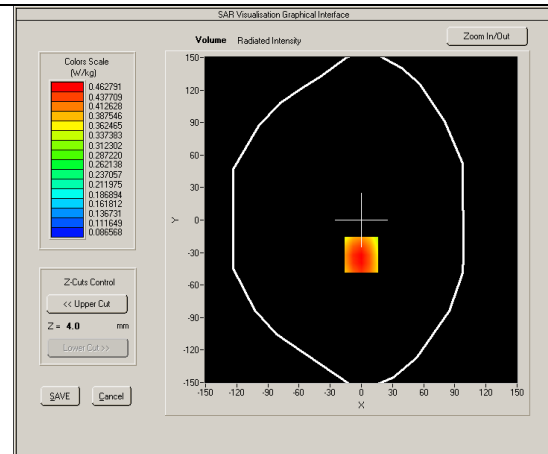 SAR Visualisation Graphical Interface
Volume Radiated Intensity
Zoom In/Out
Colors Scale
(W/kg)
0.462791
0.437709
0.412628
0.387546
0.362465
0.337383
0.312302
0.287220
0.262138
0.237057
0.211975
0.186894
0.161812
0.136731
0.111649
0.086568
Z-Cuts Control
<< Upper Cut
Z = 4.0 mm
Lower Cut >>
SAVE Cancel
150
120
90
60
30
0
-30
-60
-90
-120
-150
Y
-150 -120 -90 -60 -30 0 30 60 90 120 150
X